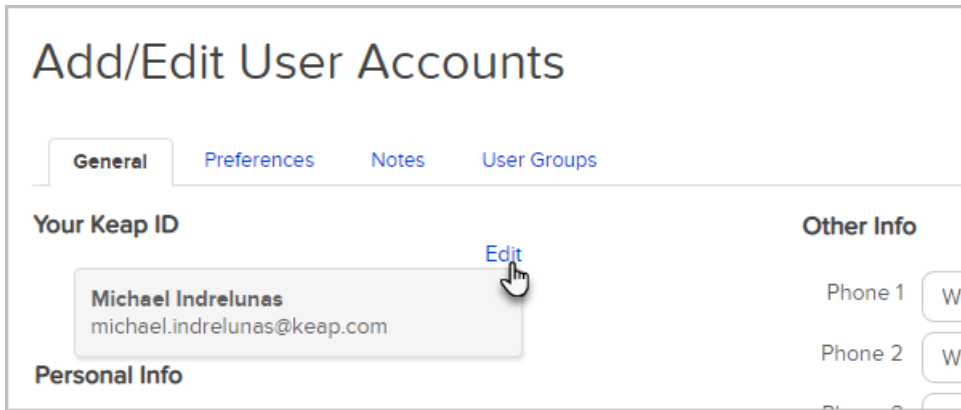 Add/Edit User Accounts
General Preferences Notes User Groups
Your Keap ID
Edit
Michael Indrelunas
michael.indrelunas@keap.com
Personal Info
Other Info
Phone 1 W
Phone 2 W